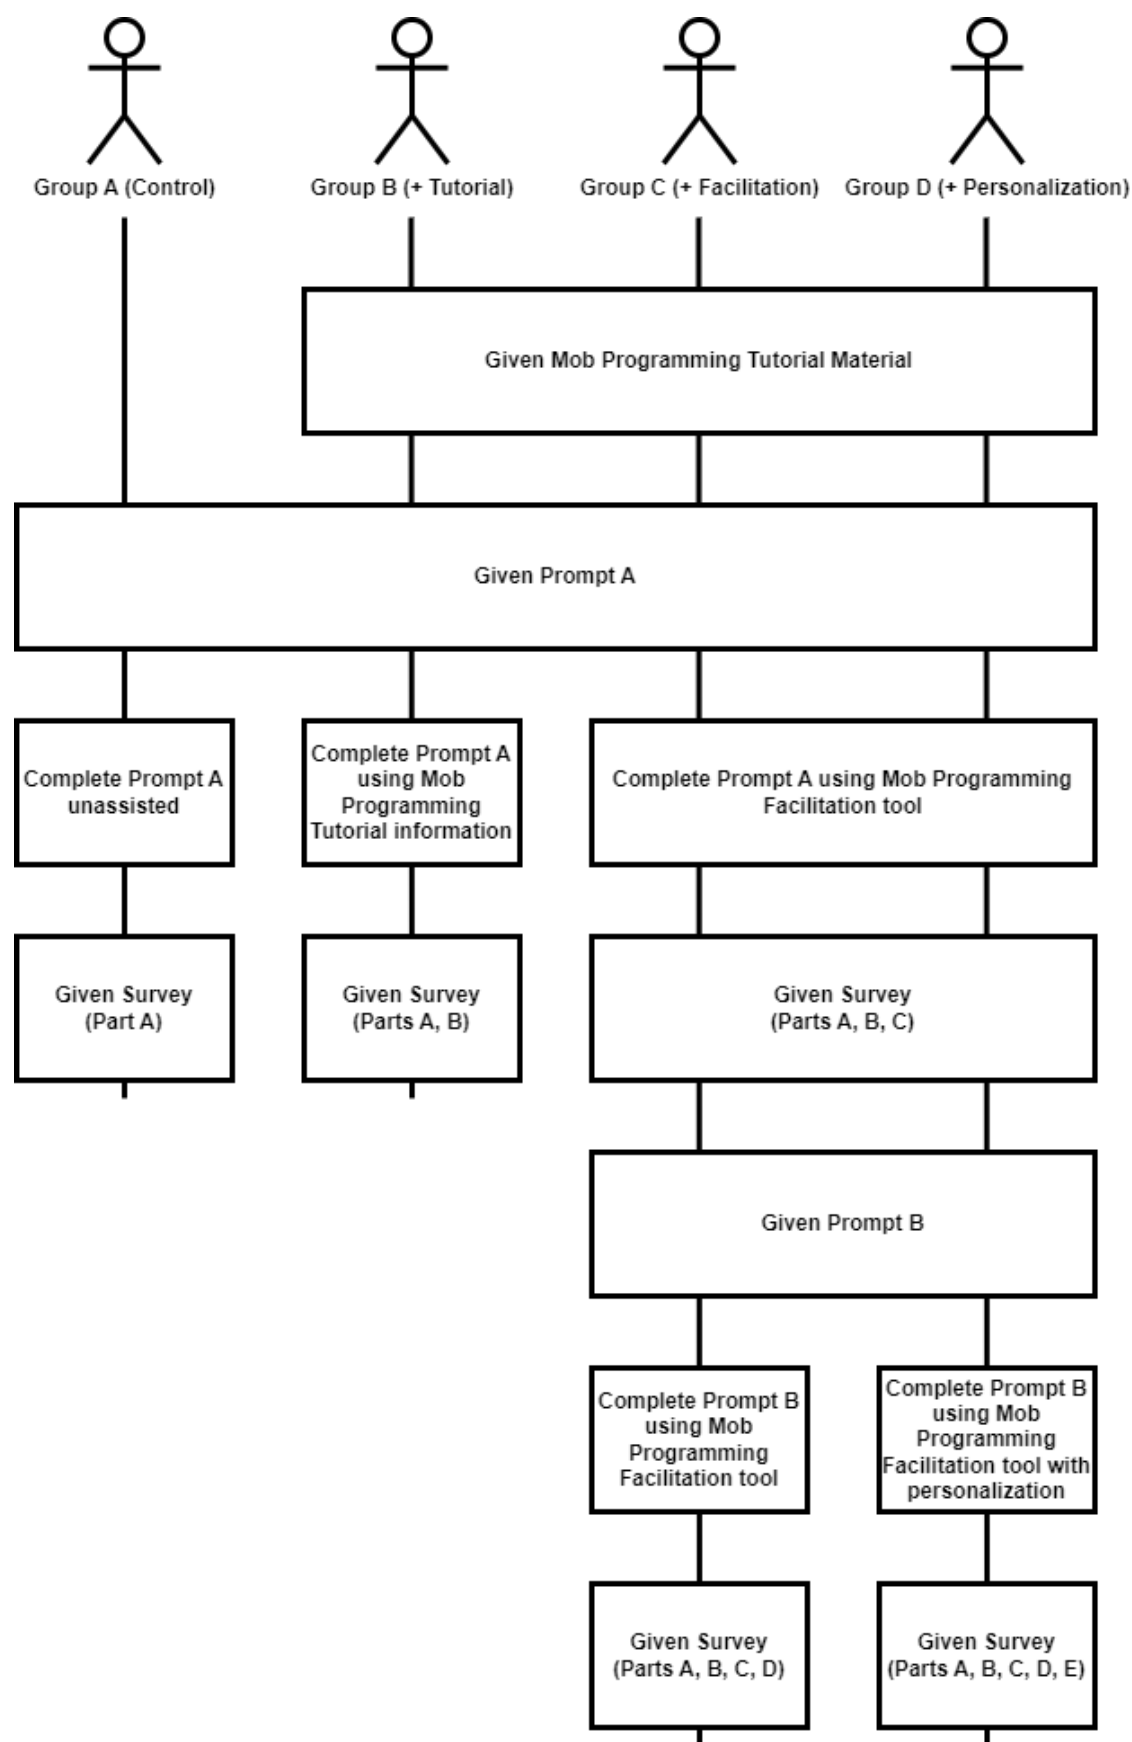 Group A (Control)
Group B (+ Tutorial)
Group C (+ Facilitation)
Group D (+ Personalization)
Given Mob Programming Tutorial Material
Given Prompt A
Complete Prompt A
unassisted
Complete Prompt A
using Mob
Programming
Tutorial information
Complete Prompt A using Mob Programming
Facilitation tool
Given Survey
(Part A)
Given Survey
(Parts A, B)
Given Survey
(Parts A, B, C)
Given Prompt B
Complete Prompt B
using Mob
Programming
Facilitation tool
Complete Prompt B
using Mob
Programming
Facilitation tool with
personalization
Given Survey
(Parts A, B, C, D)
Given Survey
(Parts A, B, C, D, E)